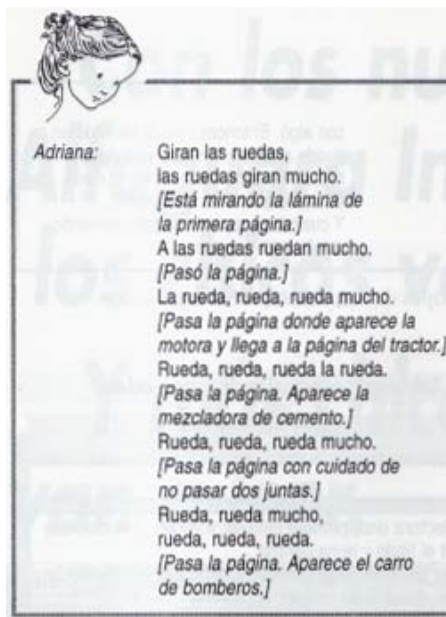 Adriana: Giran las ruedas,
las ruedas giran mucho.
[Está mirando la lámina de
la primera página.]
A las ruedas ruedan mucho.
[Pasó la página.]
La rueda, rueda, rueda mucho.
[Pasa la página donde aparece la
motora y llega a la página del tractor.]
Rueda, rueda, rueda la rueda.
[Pasa la página. Aparece la
mezcladora de cemento.]
Rueda, rueda, rueda mucho.
[Pasa la página con cuidado de
no pasar dos juntas.]
Rueda, rueda mucho,
rueda, rueda, rueda.
[Pasa la página. Aparece el carro
de bomberos.]